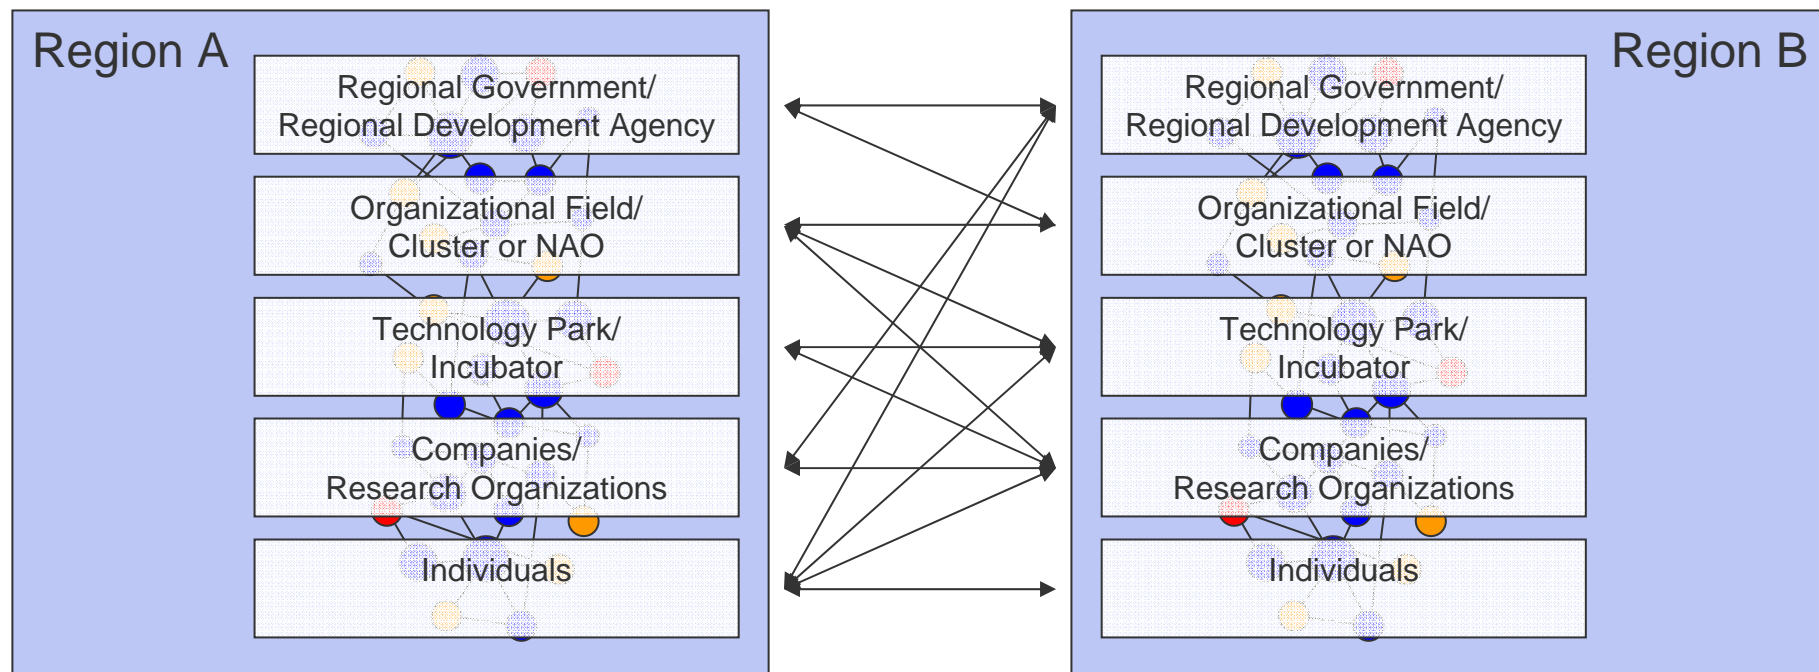 Region A
Regional Government/
Regional Development Agency
Organizational Field/
Cluster or NAO
Technology Park/
Incubator
Companies/
Research Organizations
Individuals
Region B
Regional Government/
Regional Development Agency
Organizational Field/
Cluster or NAO
Technology Park/
Incubator
Companies/
Research Organizations
Individuals